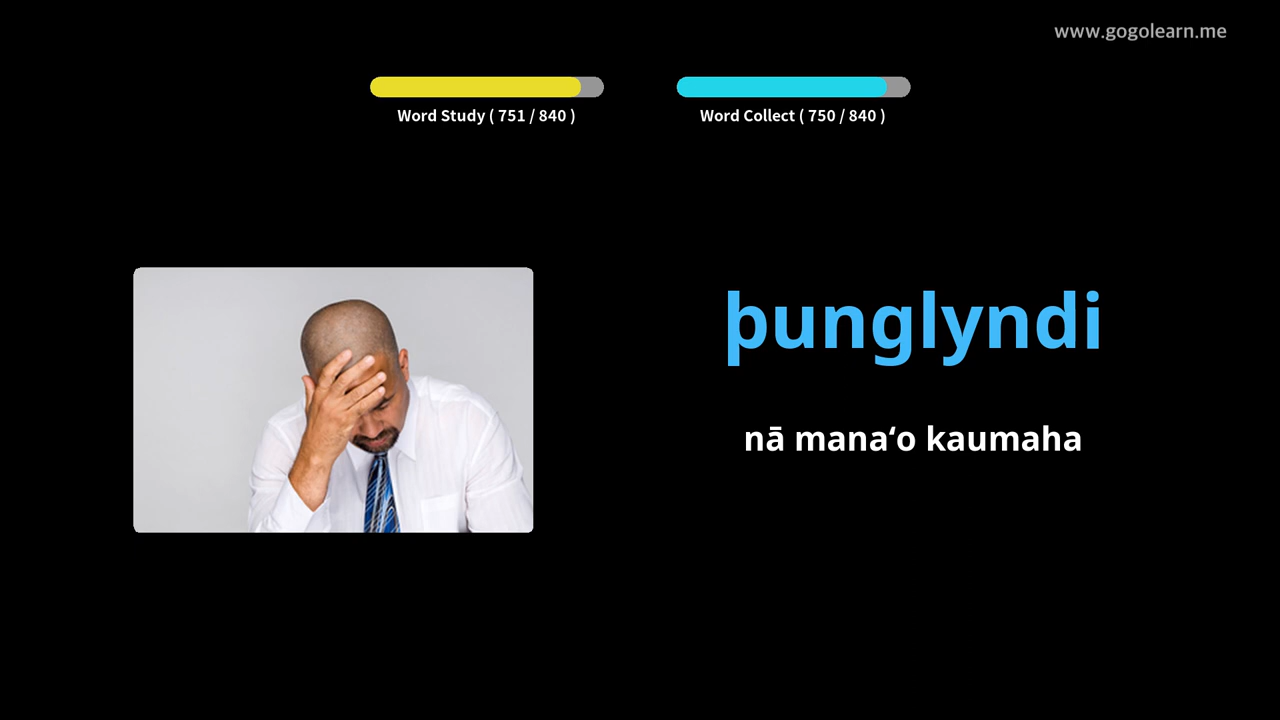 www.gogolearn.me
Word Study ( 751 / 840 )
Word Collect ( 750 / 840 )
þunglyndi
nā manaʻo kaumaha